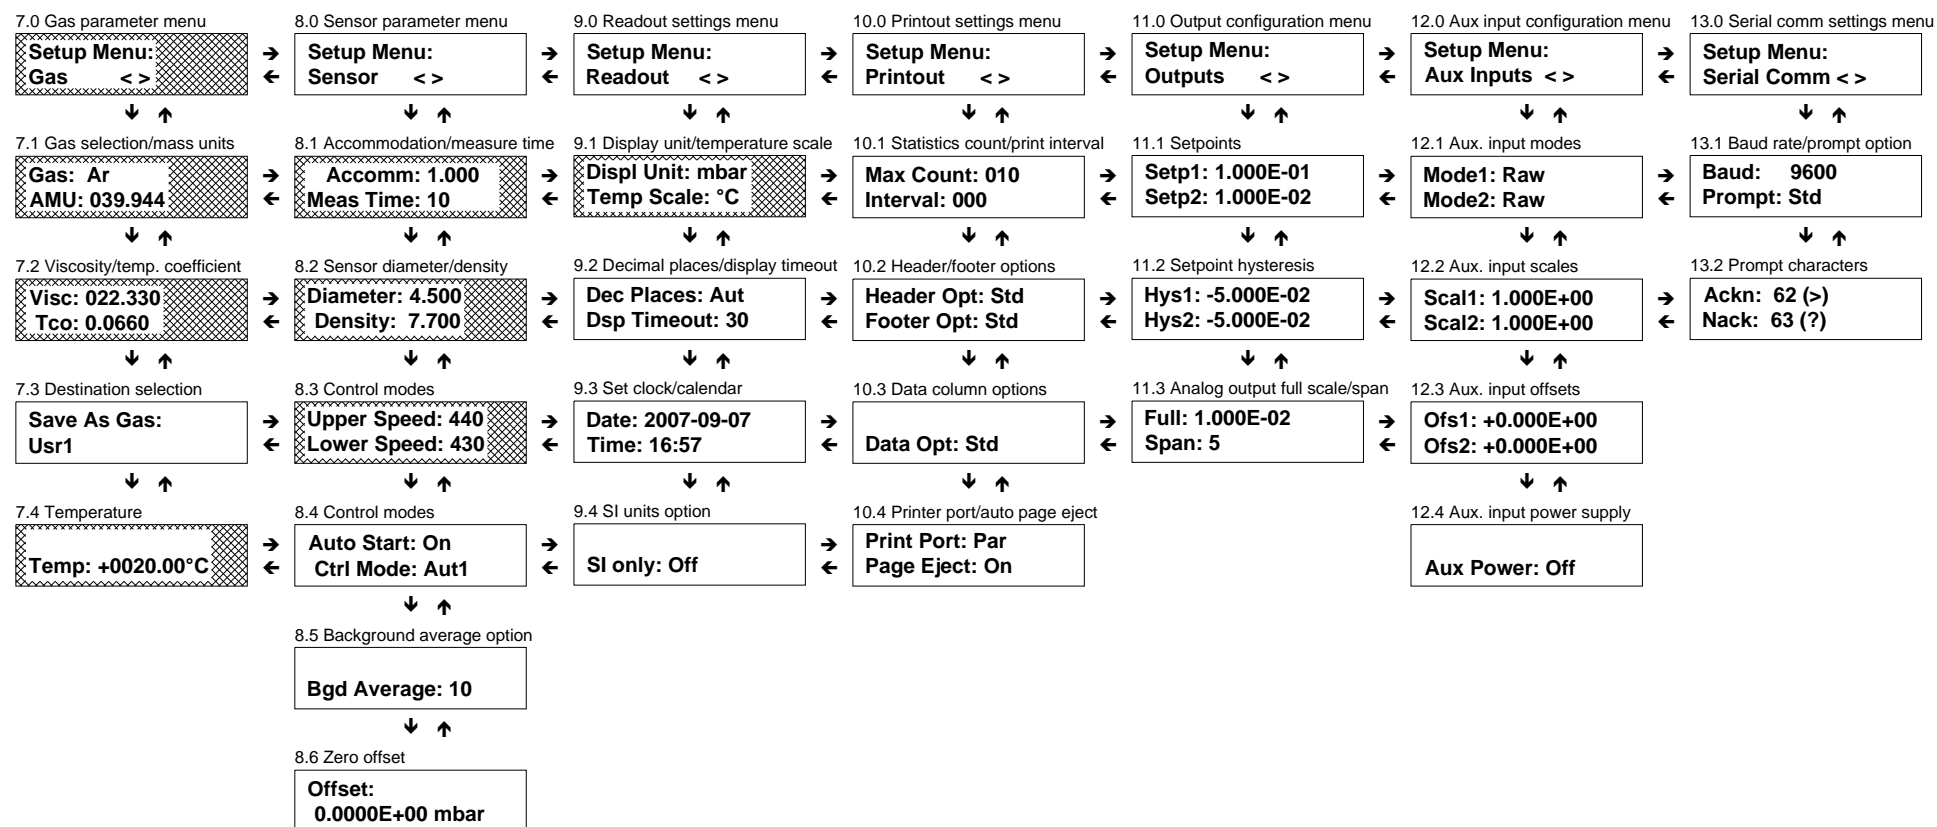 7.0 Gas parameter menu
Setup Menu:
Gas < >
8.0 Sensor parameter menu
Setup Menu:
Sensor < >
9.0 Readout settings menu
Setup Menu:
Readout < >
10.0 Printout settings menu
Setup Menu:
Printout < >
11.0 Output configuration menu
Setup Menu:
Outputs < >
12.0 Aux input configuration menu
Setup Menu:
Aux Inputs < >
13.0 Serial comm settings menu
Setup Menu:
Serial Comm < >
7.1 Gas selection/mass units
Gas: Ar
AMU: 039.944
8.1 Accommodation/measure time
Accomm: 1.000
Meas Time: 10
9.1 Display unit/temperature scale
Displ Unit: mbar
Temp Scale: °C
10.1 Statistics count/print interval
Max Count: 010
Interval: 000
11.1 Setpoints
Setp1: 1.000E-01
Setp2: 1.000E-02
12.1 Aux. input modes
Mode1: Raw
Mode2: Raw
13.1 Baud rate/prompt option
Baud: 9600
Prompt: Std
7.2 Viscosity/temp. coefficient
Visc: 022.330
Tco: 0.0660
8.2 Sensor diameter/density
Diameter: 4.500
Density: 7.700
9.2 Decimal places/display timeout
Dec Places: Aut
Dsp Timeout: 30
10.2 Header/footer options
Header Opt: Std
Footer Opt: Std
11.2 Setpoint hysteresis
Hys1: -5.000E-02
Hys2: -5.000E-02
12.2 Aux. input scales
Scal1: 1.000E+00
Scal2: 1.000E+00
13.2 Prompt characters
Ackn: 62 (>)
Nack: 63 (?)
7.3 Destination selection
Save As Gas:
Usr1
8.3 Control modes
Upper Speed: 440
Lower Speed: 430
9.3 Set clock/calendar
Date: 2007-09-07
Time: 16:57
10.3 Data column options
Data Opt: Std
11.3 Analog output full scale/span
Full: 1.000E-02
Span: 5
12.3 Aux. input offsets
Ofs1: +0.000E+00
Ofs2: +0.000E+00
7.4 Temperature
Temp: +0020.00°C
8.4 Control modes
Auto Start: On
Ctrl Mode: Aut1
9.4 SI units option
SI only: Off
10.4 Printer port/auto page eject
Print Port: Par
Page Eject: On
12.4 Aux. input power supply
Aux Power: Off
8.5 Background average option
Bgd Average: 10
8.6 Zero offset
Offset:
0.0000E+00 mbar